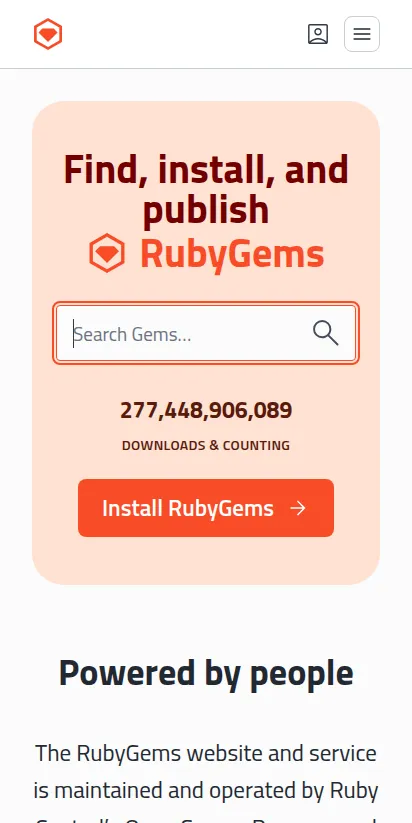 Find, install, and
publish
RubyGems
Search Gems...
277,448,906,089
DOWNLOADS & COUNTING
Install RubyGems
Powered by people
The RubyGems website and service
is maintained and operated by Ruby